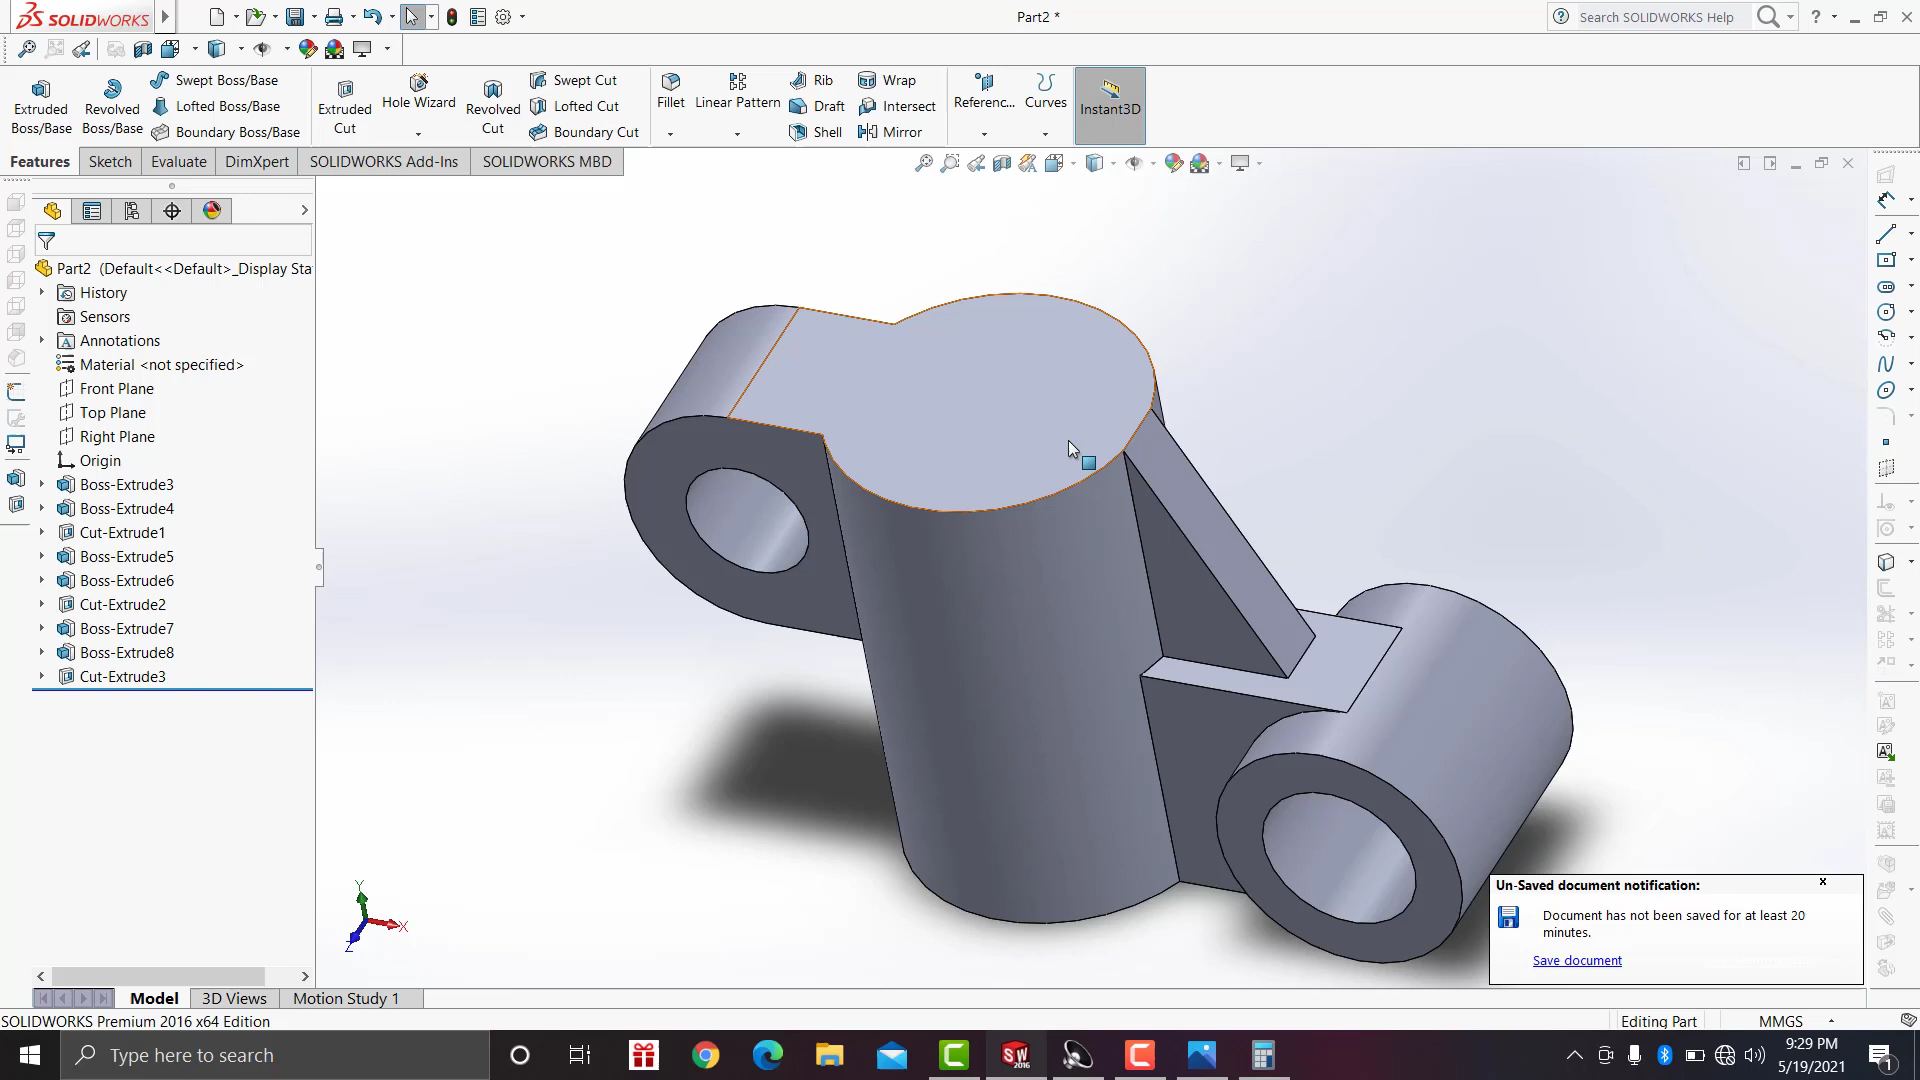 SOLIDWORKS
Part2 *
Search SOLIDWORKS Help
Extruded Boss/Base
Revolved Boss/Base
Swept Boss/Base
Lofted Boss/Base
Boundary Boss/Base
Extruded Cut
Hole Wizard
Revolved Cut
Swept Cut
Lofted Cut
Boundary Cut
Fillet
Linear Pattern
Rib
Draft
Shell
Wrap
Intersect
Mirror
Referenc...
Curves
Instant3D
Features
Sketch
Evaluate
DimXpert
SOLIDWORKS Add-Ins
SOLIDWORKS MBD
Part2 (Default<<Default>_Display Sta
History
Sensors
Annotations
Material <not specified>
Front Plane
Top Plane
Right Plane
Origin
Boss-Extrude3
Boss-Extrude4
Cut-Extrude1
Boss-Extrude5
Boss-Extrude6
Cut-Extrude2
Boss-Extrude7
Boss-Extrude8
Cut-Extrude3
Y
X
Z
Un-Saved document notification:
x
Document has not been saved for at least 20
minutes.
Save document
Model
3D Views
Motion Study 1
SOLIDWORKS Premium 2016 x64 Edition
Editing Part
MMGS
Type here to search
SW
2016
9:29 PM
5/19/2021
1